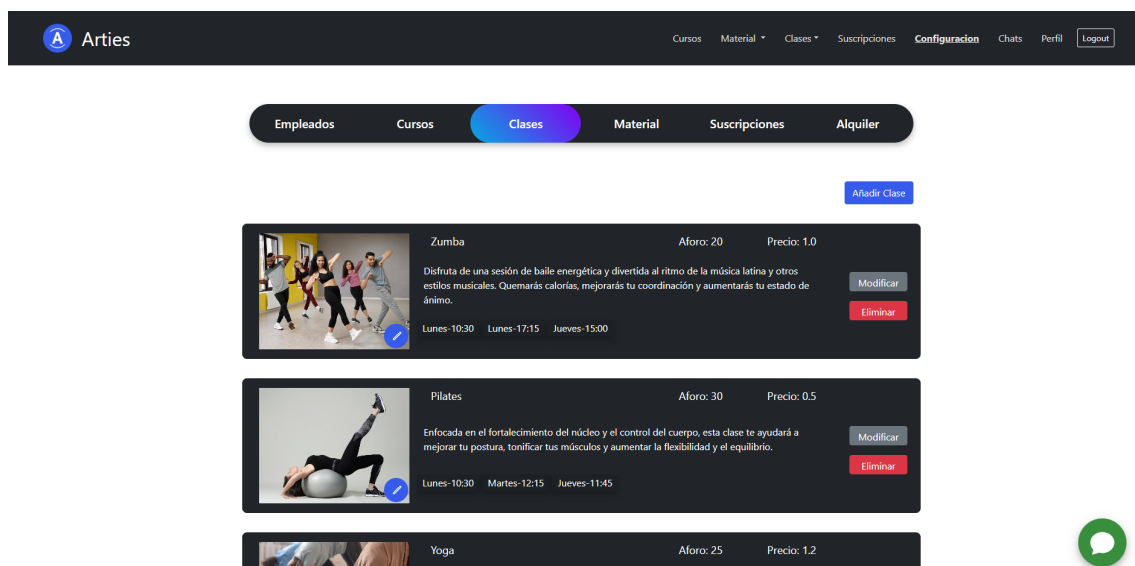 Arties
Cursos Material Clases Suscripciones Configuracion Chats Perfil Logout
Empleados Cursos Clases Material Suscripciones Alquiler
Añadir Clase
Zumba Aforo: 20 Precio: 1.0
Disfruta de una sesión de baile energética y divertida al ritmo de la música latina y otros
estilos musicales. Quemarás calorías, mejorarás tu coordinación y aumentarás tu estado de
ánimo.
Modificar
Eliminar
Lunes-10:30 Lunes-17:15 Jueves-15:00
Pilates Aforo: 30 Precio: 0.5
Enfocada en el fortalecimiento del núcleo y el control del cuerpo, esta clase te ayudará a
mejorar tu postura, tonificar tus músculos y aumentar la flexibilidad y el equilibrio.
Modificar
Eliminar
Lunes-10:30 Martes-12:15 Jueves-11:45
Yoga Aforo: 25 Precio: 1.2